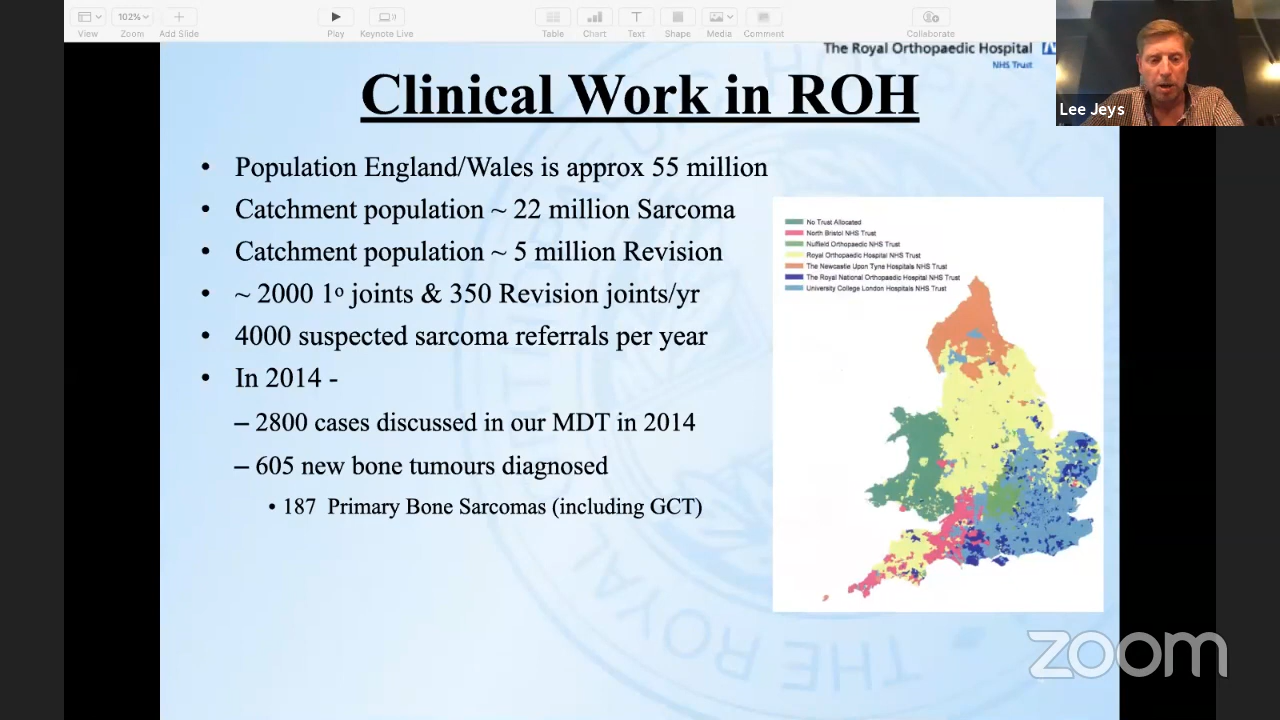 View
102%
Zoom
Add Slide
Play
Keynote Live
Table
Chart
Text
Shape
Media
Comment
Collaborate
The Royal Orthopaedic Hospital
NHS Trust
Lee Jeys
Clinical Work in ROH
• Population England/Wales is approx 55 million
• Catchment population ~ 22 million Sarcoma
• Catchment population ~ 5 million Revision
• ~ 2000 1º joints & 350 Revision joints/yr
• 4000 suspected sarcoma referrals per year
• In 2014 -
– 2800 cases discussed in our MDT in 2014
– 605 new bone tumours diagnosed
• 187 Primary Bone Sarcomas (including GCT)
No Trust Allocated
North Bristol NHS Trust
Nuffield Orthopaedic NHS Trust
Royal Orthopaedic Hospital NHS Trust
The Newcastle Upon Tyne Hospitals NHS Trust
The Royal National Orthopaedic Hospital NHS Trust
University College London Hospitals NHS Trust
THE ROYAL
zoom